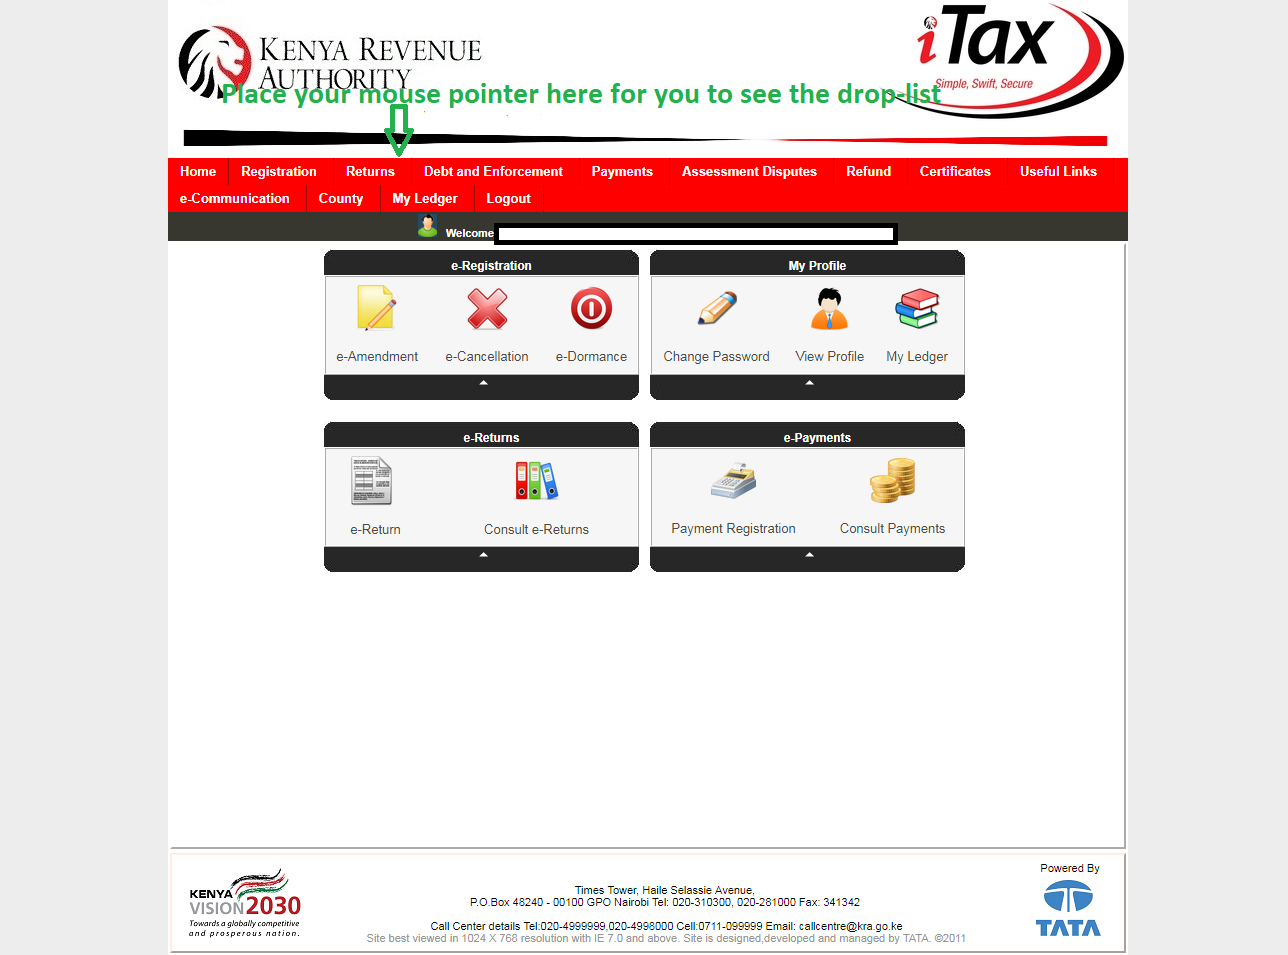 KENYA REVENUE
AUTHORITY
iTax
Simple, Swift, Secure
Place your mouse pointer here for you to see the drop-list
Home Registration Returns Debt and Enforcement Payments Assessment Disputes Refund Certificates Useful Links
e-Communication County My Ledger Logout
Welcome
e-Registration
e-Amendment e-Cancellation e-Dormance
My Profile
Change Password View Profile My Ledger
e-Returns
e-Return Consult e-Returns
e-Payments
Payment Registration Consult Payments
KENYA
VISION 2030
Towards a globally competitive
and prosperous nation.
Times Tower, Haile Selassie Avenue,
P.O.Box 48240 - 00100 GPO Nairobi Tel: 020-310300, 020-281000 Fax: 341342
Call Center details Tel:020-4999999,020-4998000 Cell:0711-099999 Email: callcentre@kra.go.ke
Site best viewed in 1024 X 768 resolution with IE 7.0 and above. Site is designed,developed and managed by TATA. ©2011
Powered By
TATA